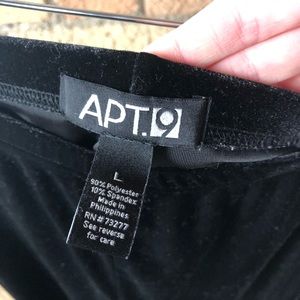 APT.9
L
90% Polyester
10% Spandex
Made in
Philippines
RN# 73277
See reverse
for care